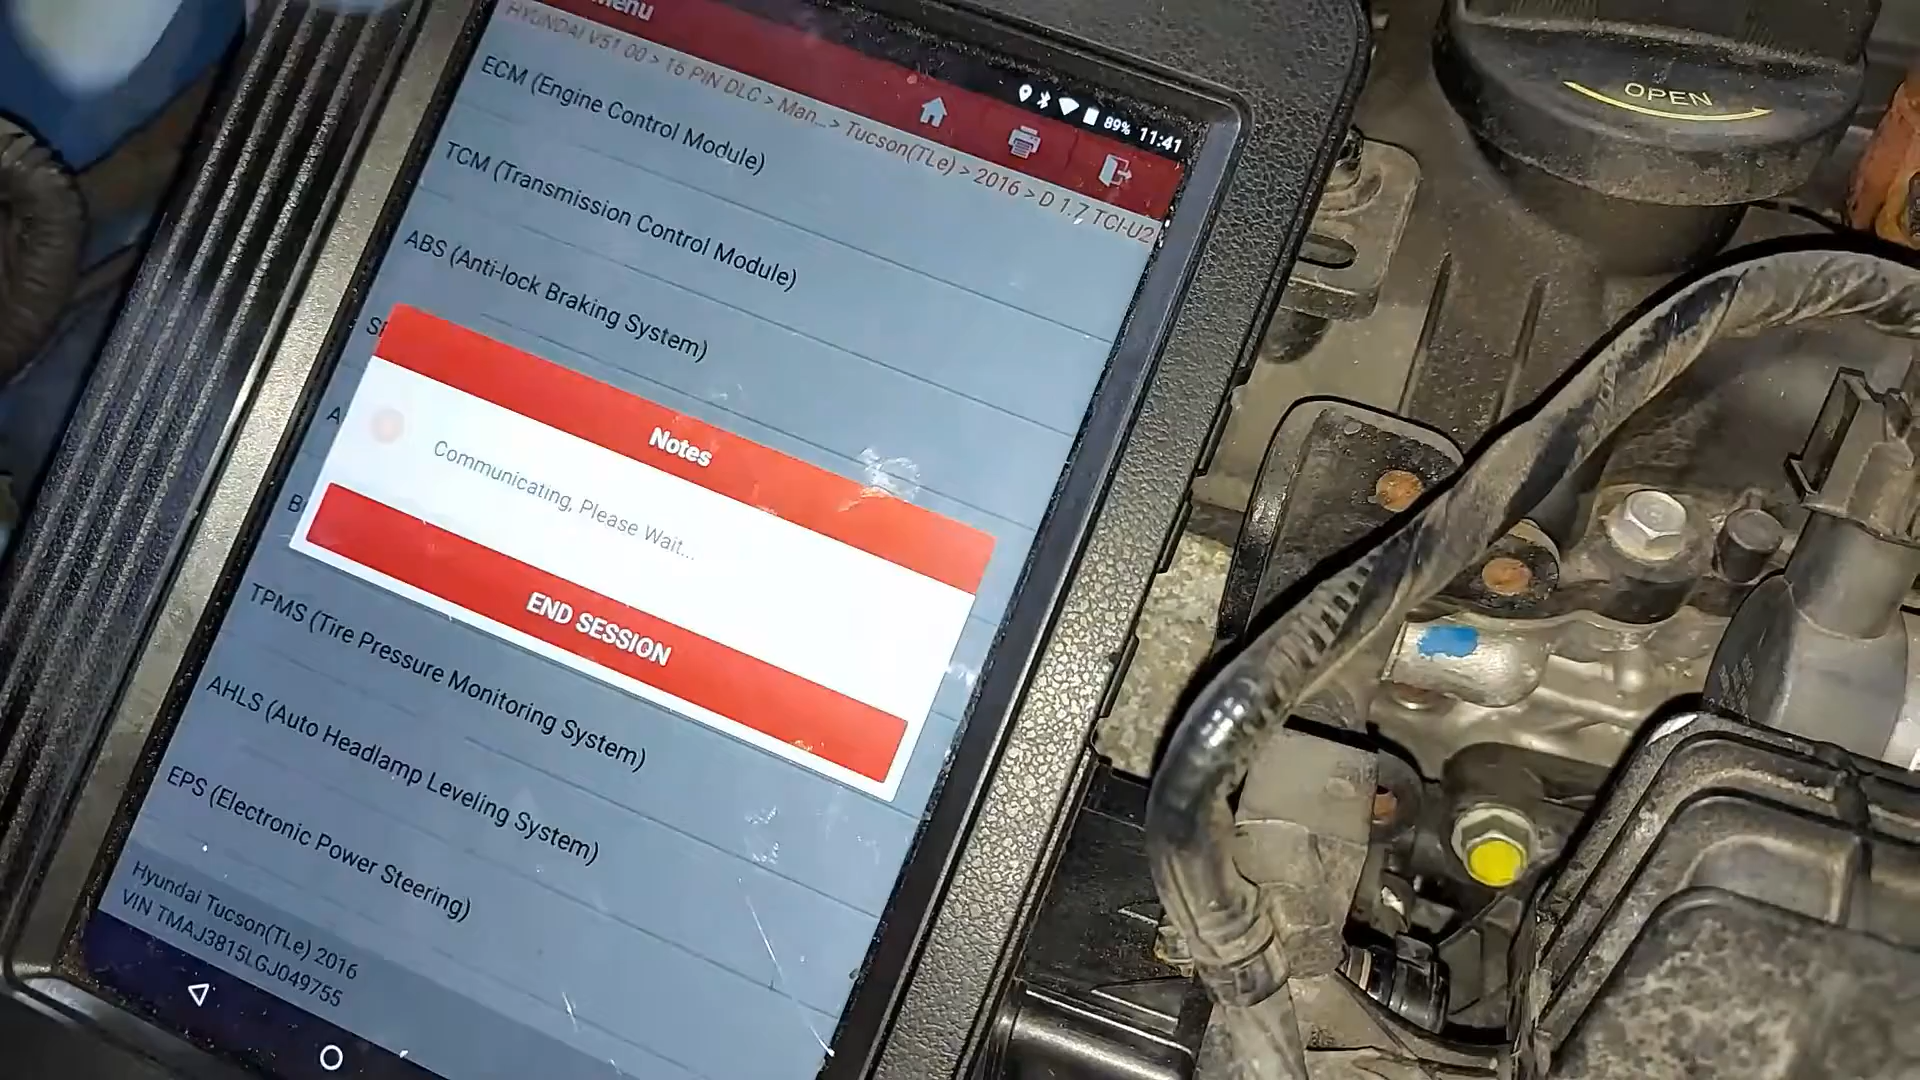 Menu
89% 11:41
HYUNDAI V51.00 > 16 PIN DLC > Man... > Tucson(TLe) > 2016 > D 1.7 TCI-U2
ECM (Engine Control Module)
TCM (Transmission Control Module)
ABS (Anti-lock Braking System)
Notes
Communicating, Please Wait...
END SESSION
TPMS (Tire Pressure Monitoring System)
AHLS (Auto Headlamp Leveling System)
EPS (Electronic Power Steering)
Hyundai Tucson(TLe) 2016
VIN TMAJ3815LGJ049755
OPEN